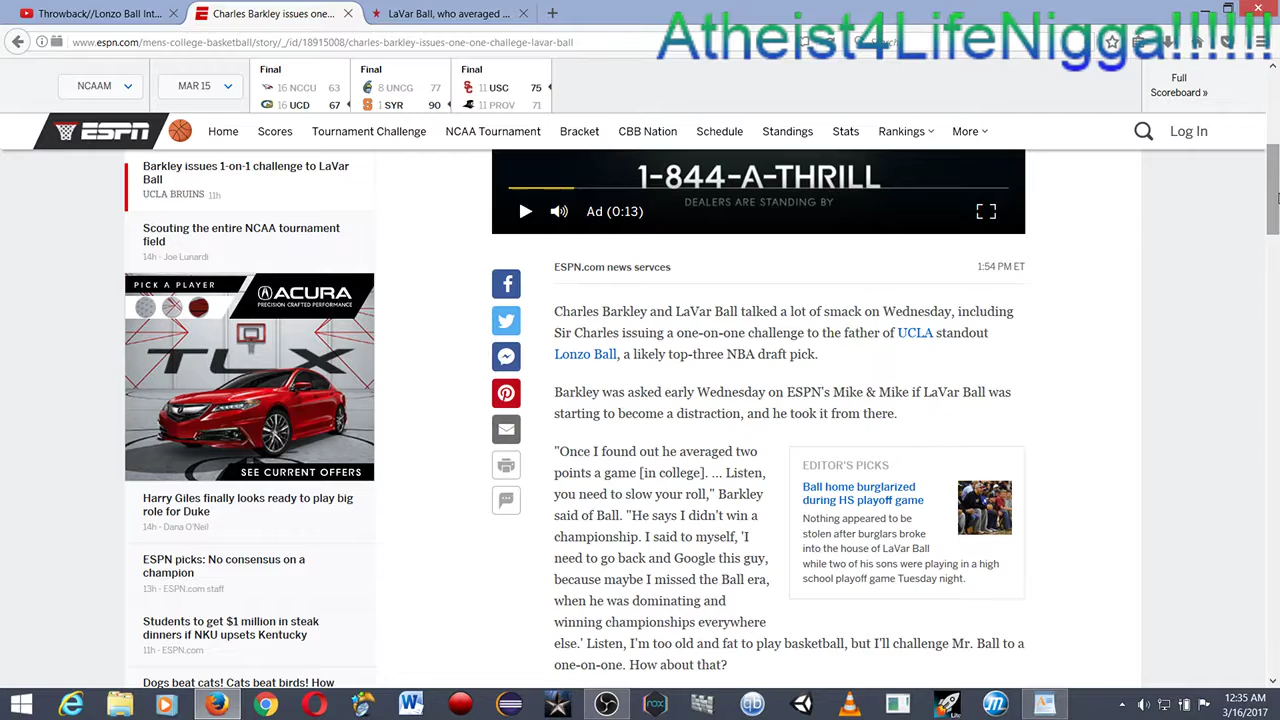 Playback//Lonzo Ball Int...
Charles Barkley issues one...
LaVar Ball, who averaged ...
Atheist4LifeNigga!!!!!!
www.espn.com/mens-college-basketball/story/_/id/18915008/charles-barkley-issues-one-one-challenge-lavar-ball
Search
NCAAM
MAR 15
Final
16 NCCU 63
16 UCD 67
Final
8 UNCG 77
1 SYR 90
Final
11 USC 75
11 PROV 71
Full
Scoreboard »
ESPN
Home
Scores
Tournament Challenge
NCAA Tournament
Bracket
CBB Nation
Schedule
Standings
Stats
Rankings
More
Log In
Barkley issues 1-on-1 challenge to LaVar
Ball
UCLA BRUINS 11h
Scouting the entire NCAA tournament
field
14h - Joe Lunardi
PICK A PLAYER
ACURA
PRECISION CRAFTED PERFORMANCE
TLX
SEE CURRENT OFFERS
Harry Giles finally looks ready to play big
role for Duke
14h - Dana O'Neil
ESPN picks: No consensus on a
champion
13h - ESPN.com staff
Students to get $1 million in steak
dinners if NKU upsets Kentucky
11h - ESPN.com
Dogs beat cats! Cats beat birds! How
1-844-A-THRILL
DEALERS ARE STANDING BY
Ad (0:13)
ESPN.com news servces
1:54 PM ET
Charles Barkley and LaVar Ball talked a lot of smack on Wednesday, including
Sir Charles issuing a one-on-one challenge to the father of UCLA standout
Lonzo Ball, a likely top-three NBA draft pick.
Barkley was asked early Wednesday on ESPN's Mike & Mike if LaVar Ball was
starting to become a distraction, and he took it from there.
"Once I found out he averaged two
points a game [in college]. ... Listen,
you need to slow your roll," Barkley
said of Ball. "He says I didn't win a
championship. I said to myself, 'I
need to go back and Google this guy,
because maybe I missed the Ball era,
when he was dominating and
winning championships everywhere
else.' Listen, I'm too old and fat to play basketball, but I'll challenge Mr. Ball to a
one-on-one. How about that?
EDITOR'S PICKS
Ball home burglarized
during HS playoff game
Nothing appeared to be
stolen after burglars broke
into the house of LaVar Ball
while two of his sons were playing in a high
school playoff game Tuesday night.
12:35 AM
3/16/2017